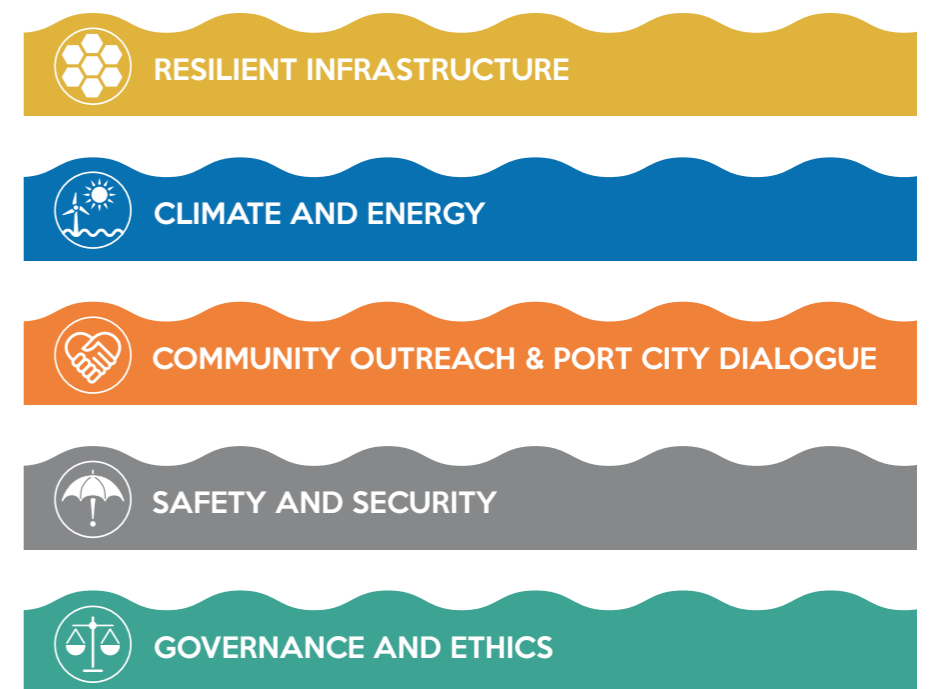 RESILIENT INFRASTRUCTURE
CLIMATE AND ENERGY
COMMUNITY OUTREACH & PORT CITY DIALOGUE
SAFETY AND SECURITY
GOVERNANCE AND ETHICS